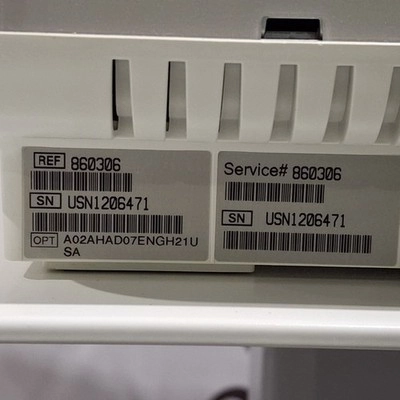 REF 860306
SN USN1206471
OPT A02AHAD07ENGH21U
SA
Service# 860306
SN USN1206471